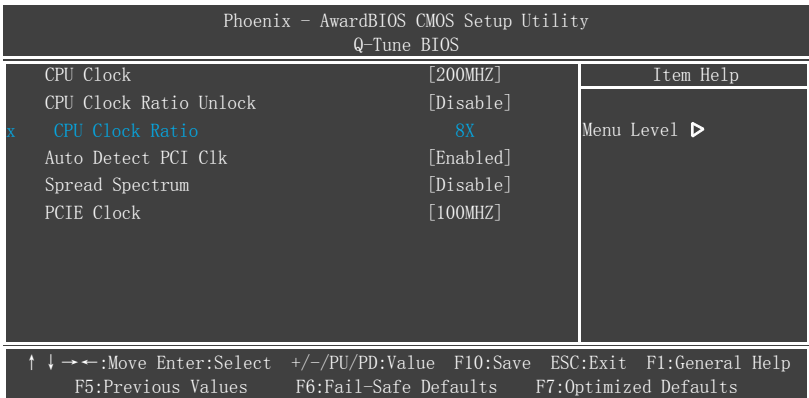 Phoenix - AwardBIOS CMOS Setup Utility
Q-Tune BIOS
CPU Clock [200MHZ] Item Help
CPU Clock Ratio Unlock [Disable]
x CPU Clock Ratio 8X Menu Level ▷
Auto Detect PCI Clk [Enabled]
Spread Spectrum [Disable]
PCIE Clock [100MHZ]
↑↓→←:Move Enter:Select +/-/PU/PD:Value F10:Save ESC:Exit F1:General Help
F5:Previous Values F6:Fail-Safe Defaults F7:Optimized Defaults